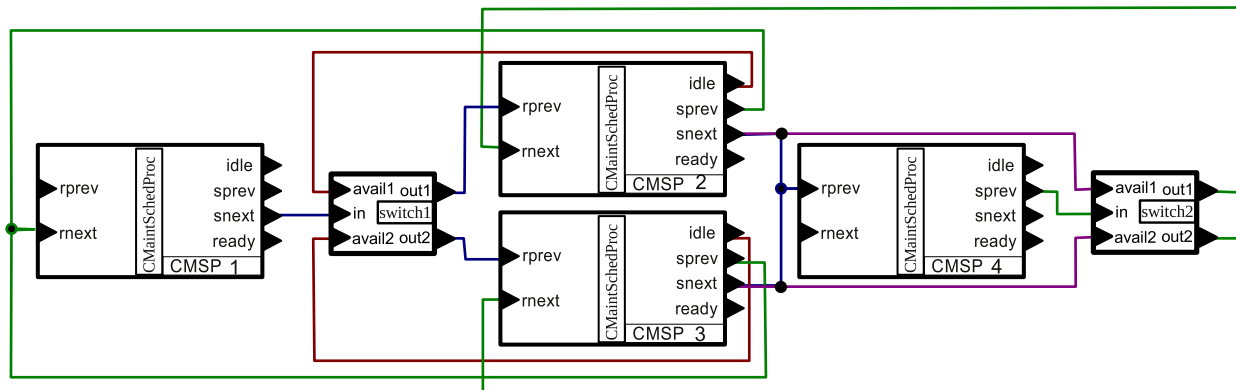 rprev
rnext
CMaintSchedProc
idle
sprev
snext
ready
CMSP 1
avail1 out1
in switch1
avail2 out2
rprev
rnext
CMaintSchedProc
idle
sprev
snext
ready
CMSP 2
rprev
rnext
CMaintSchedProc
idle
sprev
snext
ready
CMSP 3
rprev
rnext
CMaintSchedProc
idle
sprev
snext
ready
CMSP 4
avail1 out1
in switch2
avail2 out2